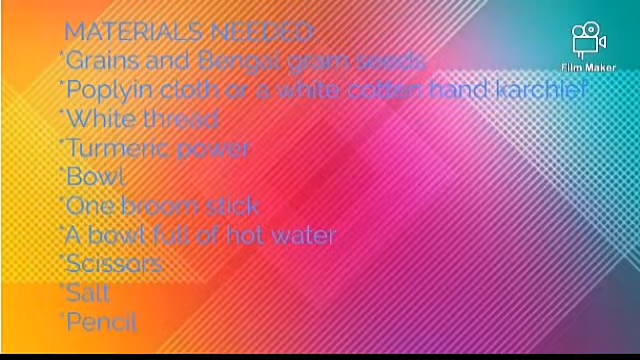 MATERIALS NEEDED:
*Grains and Bengal gram seeds
*Poplyin cloth or a white cotten hand karchief
*White thread
*Turmeric power
*Bowl
*One broom stick
*A bowl full of hot water
*Scissors
*Salt
*Pencil
Film Maker